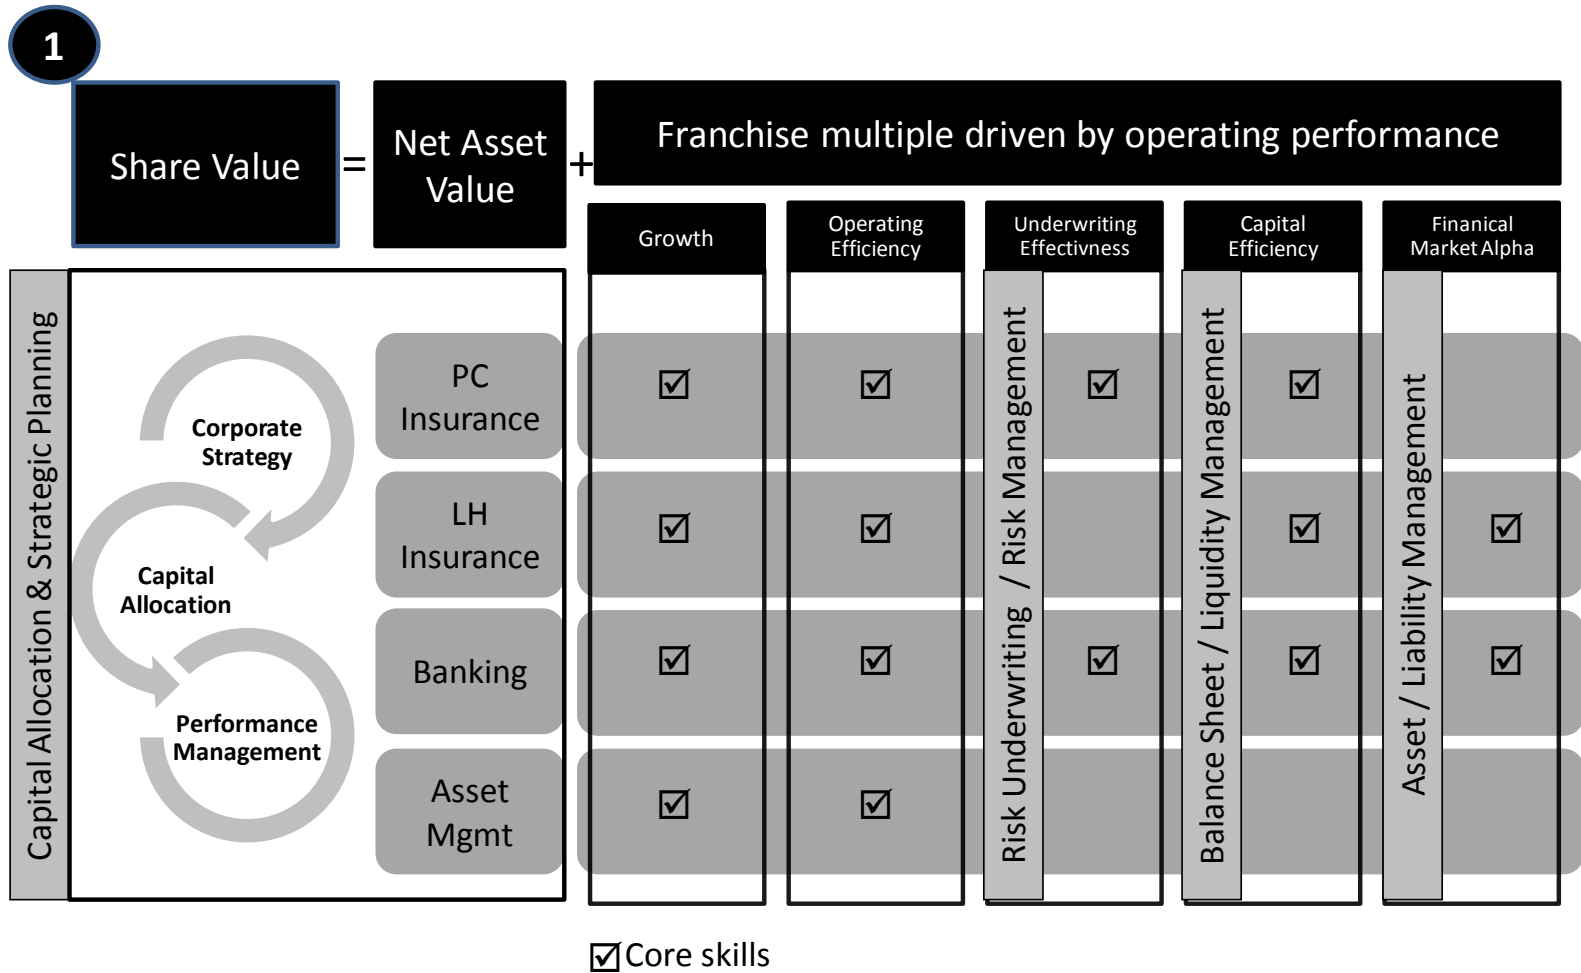 1
Share Value
=
Net Asset
Value
+
Franchise multiple driven by operating performance
Growth
Operating
Efficiency
Underwriting
Effectivness
Capital
Efficiency
Finanical
Market Alpha
Capital Allocation & Strategic Planning
Corporate
Strategy
Capital
Allocation
Performance
Management
PC
Insurance
LH
Insurance
Banking
Asset
Mgmt
Risk Underwriting / Risk Management
Balance Sheet / Liquidity Management
Asset / Liability Management
☑ ☑ ☑ ☑
☑ ☑ ☑ ☑
☑ ☑ ☑ ☑ ☑
☑ ☑
☑ Core skills